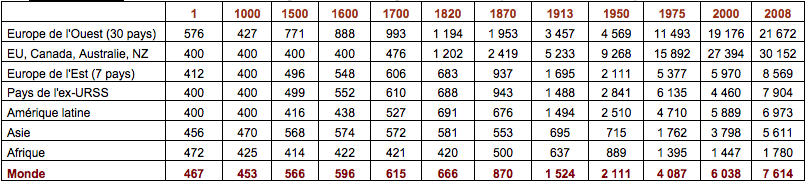 1 1000 1500 1600 1700 1820 1870 1913 1950 1975 2000 2008
Europe de l'Ouest (30 pays) 576 427 771 888 993 1 194 1 953 3 457 4 569 11 493 19 176 21 672
EU, Canada, Australie, NZ 400 400 400 400 476 1 202 2 419 5 233 9 268 15 892 27 394 30 152
Europe de l'Est (7 pays) 412 400 496 548 606 683 937 1 695 2 111 5 377 5 970 8 569
Pays de l'ex-URSS 400 400 499 552 610 688 943 1 488 2 841 6 135 4 460 7 904
Amérique latine 400 400 416 438 527 691 676 1 494 2 510 4 710 5 889 6 973
Asie 456 470 568 574 572 581 553 695 715 1 762 3 798 5 611
Afrique 472 425 414 422 421 420 500 637 889 1 395 1 447 1 780
Monde 467 453 566 596 615 666 870 1 524 2 111 4 087 6 038 7 614